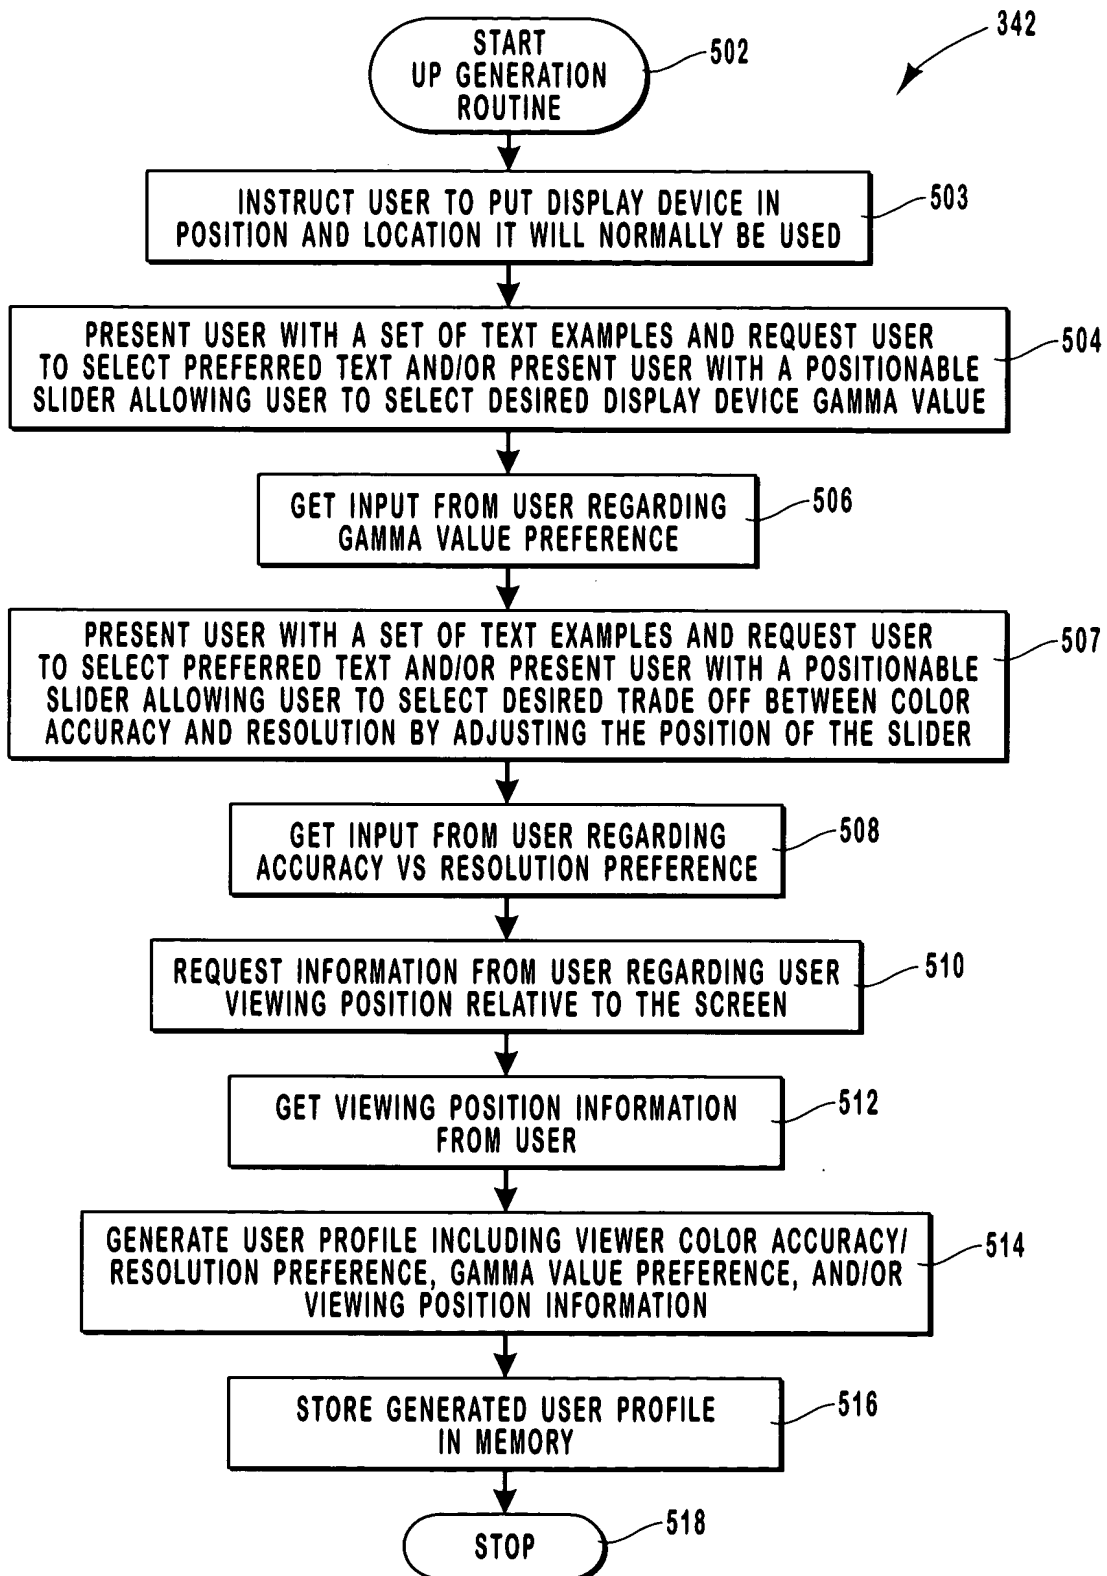 342
START
UP GENERATION
ROUTINE
502
INSTRUCT USER TO PUT DISPLAY DEVICE IN
POSITION AND LOCATION IT WILL NORMALLY BE USED
503
PRESENT USER WITH A SET OF TEXT EXAMPLES AND REQUEST USER
TO SELECT PREFERRED TEXT AND/OR PRESENT USER WITH A POSITIONABLE
SLIDER ALLOWING USER TO SELECT DESIRED DISPLAY DEVICE GAMMA VALUE
504
GET INPUT FROM USER REGARDING
GAMMA VALUE PREFERENCE
506
PRESENT USER WITH A SET OF TEXT EXAMPLES AND REQUEST USER
TO SELECT PREFERRED TEXT AND/OR PRESENT USER WITH A POSITIONABLE
SLIDER ALLOWING USER TO SELECT DESIRED TRADE OFF BETWEEN COLOR
ACCURACY AND RESOLUTION BY ADJUSTING THE POSITION OF THE SLIDER
507
GET INPUT FROM USER REGARDING
ACCURACY VS RESOLUTION PREFERENCE
508
REQUEST INFORMATION FROM USER REGARDING USER
VIEWING POSITION RELATIVE TO THE SCREEN
510
GET VIEWING POSITION INFORMATION
FROM USER
512
GENERATE USER PROFILE INCLUDING VIEWER COLOR ACCURACY/
RESOLUTION PREFERENCE, GAMMA VALUE PREFERENCE, AND/OR
VIEWING POSITION INFORMATION
514
STORE GENERATED USER PROFILE
IN MEMORY
516
STOP
518